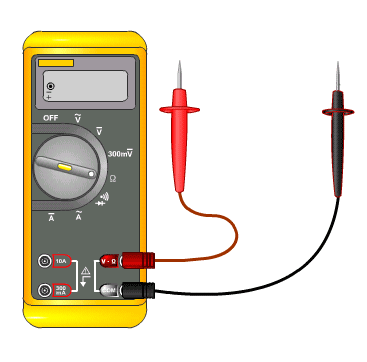 OFF
Ṽ
V̅
300mV̅
Ω
A̅
Ã
10A
V - Ω
300
mA
COM